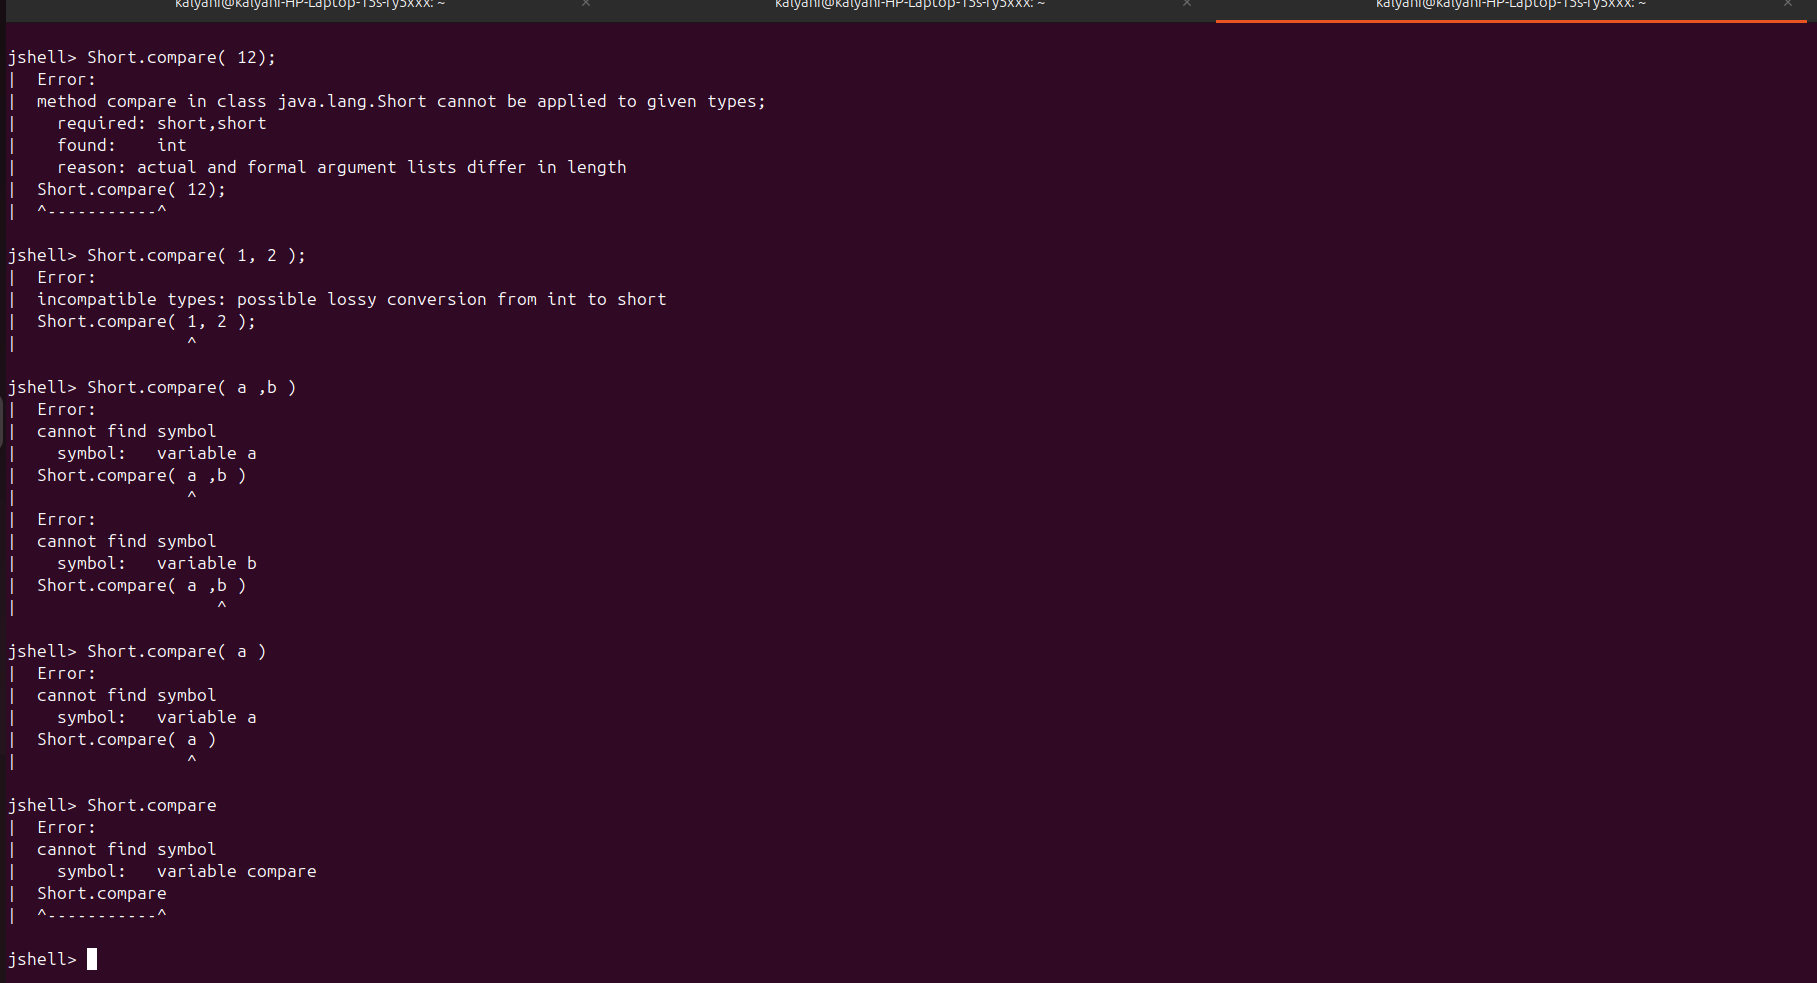 kalyani@kalyani-HP-Laptop-15s-fy5xxx: ~ × kalyani@kalyani-HP-Laptop-15s-fy5xxx: ~ × kalyani@kalyani-HP-Laptop-15s-fy5xxx: ~ ×
jshell> Short.compare( 12);
|  Error:
|  method compare in class java.lang.Short cannot be applied to given types;
|    required: short,short
|    found:    int
|    reason: actual and formal argument lists differ in length
|  Short.compare( 12);
|  ^-----------^
jshell> Short.compare( 1, 2 );
|  Error:
|  incompatible types: possible lossy conversion from int to short
|  Short.compare( 1, 2 );
|                 ^
jshell> Short.compare( a ,b )
|  Error:
|  cannot find symbol
|    symbol:   variable a
|  Short.compare( a ,b )
|                 ^
|  Error:
|  cannot find symbol
|    symbol:   variable b
|  Short.compare( a ,b )
|                    ^
jshell> Short.compare( a )
|  Error:
|  cannot find symbol
|    symbol:   variable a
|  Short.compare( a )
|                 ^
jshell> Short.compare
|  Error:
|  cannot find symbol
|    symbol:   variable compare
|  Short.compare
|  ^-----------^
jshell>